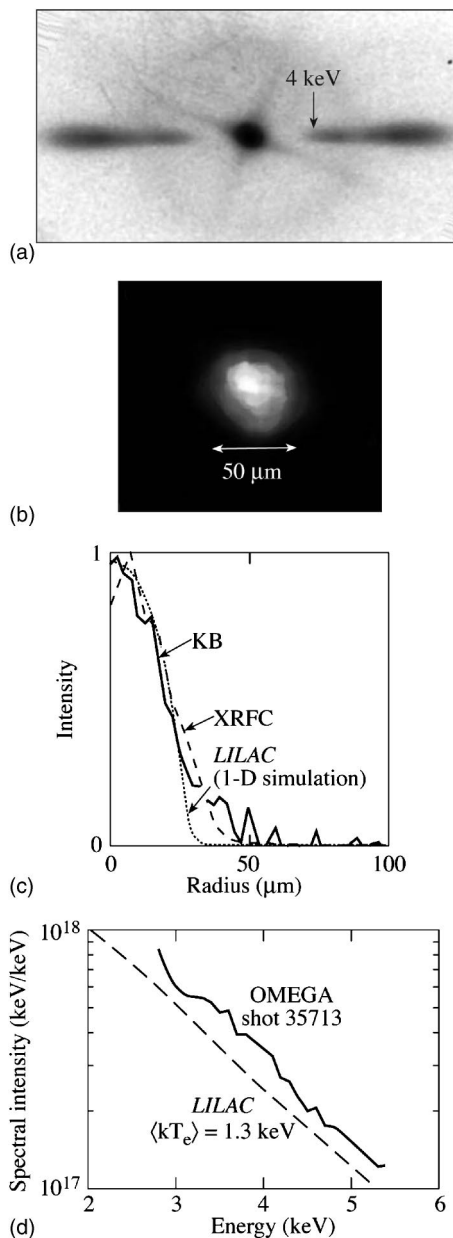 4 keV
(a)
50 μm
(b)
1
Intensity
KB
XRFC
LILAC
(1-D simulation)
0
0
50
100
Radius (μm)
(c)
10^18
Spectral intensity (keV/keV)
OMEGA
shot 35713
LILAC
⟨kT_e⟩ = 1.3 keV
10^17
2
3
4
5
6
Energy (keV)
(d)